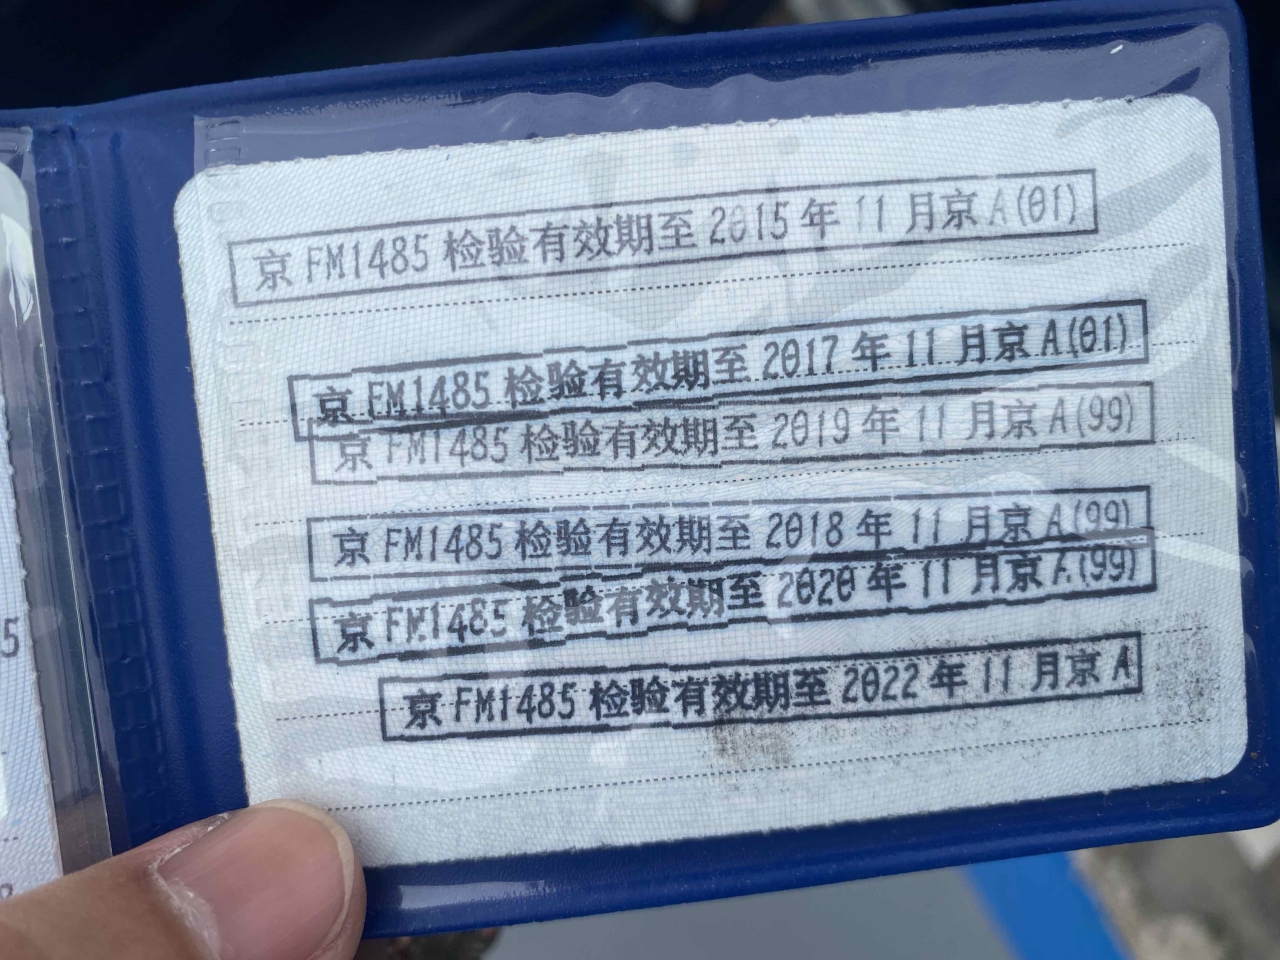 京 FM1485 检验有效期至 2015 年 11 月京 A(01)
京 FM1485 检验有效期至 2017 年 11 月京 A(01)
京 FM1485 检验有效期至 2019 年 11 月京 A(99)
京 FM1485 检验有效期至 2018 年 11 月京 A(99)
京 FM1485 检验有效期至 2020 年 11 月京 A(99)
京 FM1485 检验有效期至 2022 年 11 月京 A
5